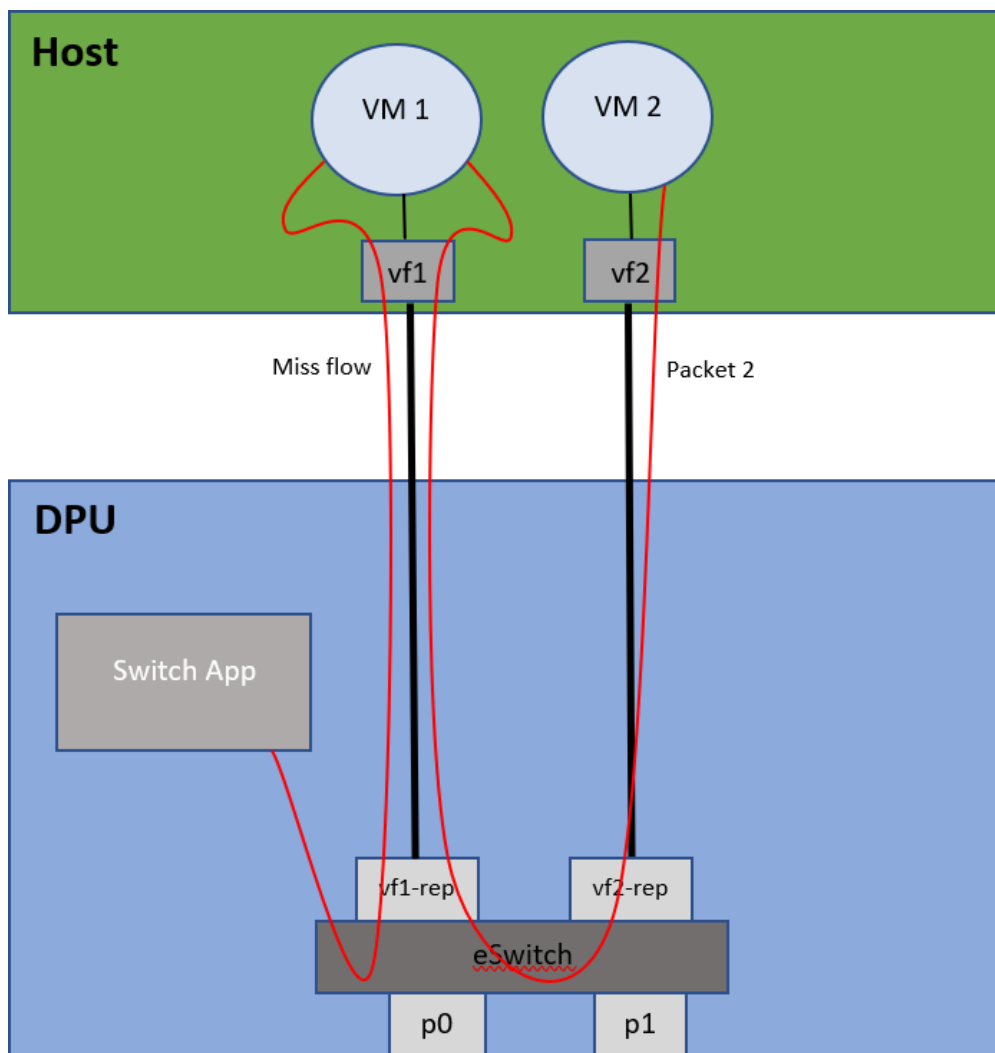 Host
VM 1
VM 2
vf1
vf2
Miss flow
Packet 2
DPU
Switch App
vf1-rep
vf2-rep
eSwitch
p0
p1